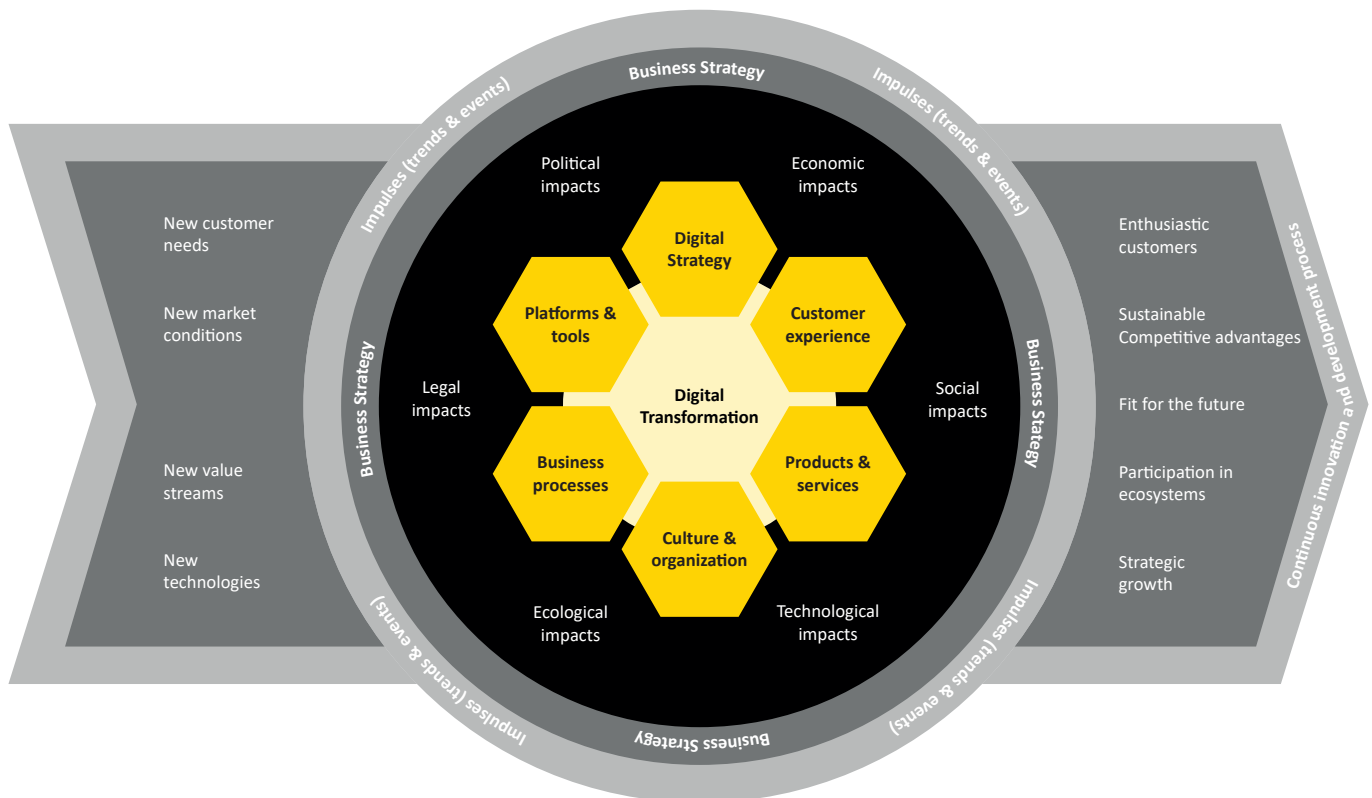 Business Strategy
Impulses (trends & events)
Impulses (trends & events)
Political
impacts
Economic
impacts
New customer
needs
New market
conditions
New value
streams
New
technologies
Business Strategy
Digital
Strategy
Platforms &
tools
Customer
experience
Legal
impacts
Digital
Transformation
Social
impacts
Business
processes
Products &
services
Culture &
organization
Ecological
impacts
Technological
impacts
Business Stategy
Enthusiastic
customers
Sustainable
Competitive advantages
Fit for the future
Participation in
ecosystems
Strategic
growth
Continuous innovation and development process
Impulses (trends & events)
Business Strategy
Impulses (trends & events)